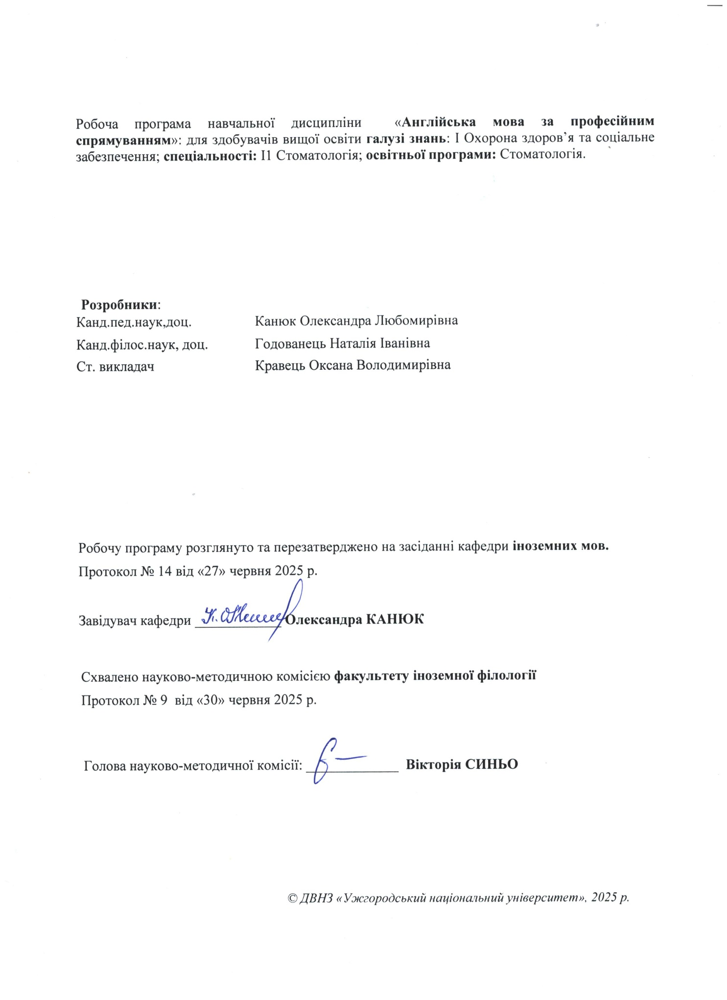 Робоча програма навчальної дисципліни «Англійська мова за професійним
спрямуванням»: для здобувачів вищої освіти галузі знань: І Охорона здоров’я та соціальне
забезпечення; спеціальності: І1 Стоматологія; освітньої програми: Стоматологія.
Розробники:
Канд.пед.наук,доц. Канюк Олександра Любомирівна
Канд.філос.наук, доц. Годованець Наталія Іванівна
Ст. викладач Кравець Оксана Володимирівна
Робочу програму розглянуто та перезатверджено на засіданні кафедри іноземних мов.
Протокол № 14 від «27» червня 2025 р.
Завідувач кафедри Олександра КАНЮК
Схвалено науково-методичною комісією факультету іноземної філології
Протокол № 9 від «30» червня 2025 р.
Голова науково-методичної комісії: Вікторія СИНЬО
© ДВНЗ «Ужгородський національний університет», 2025 р.